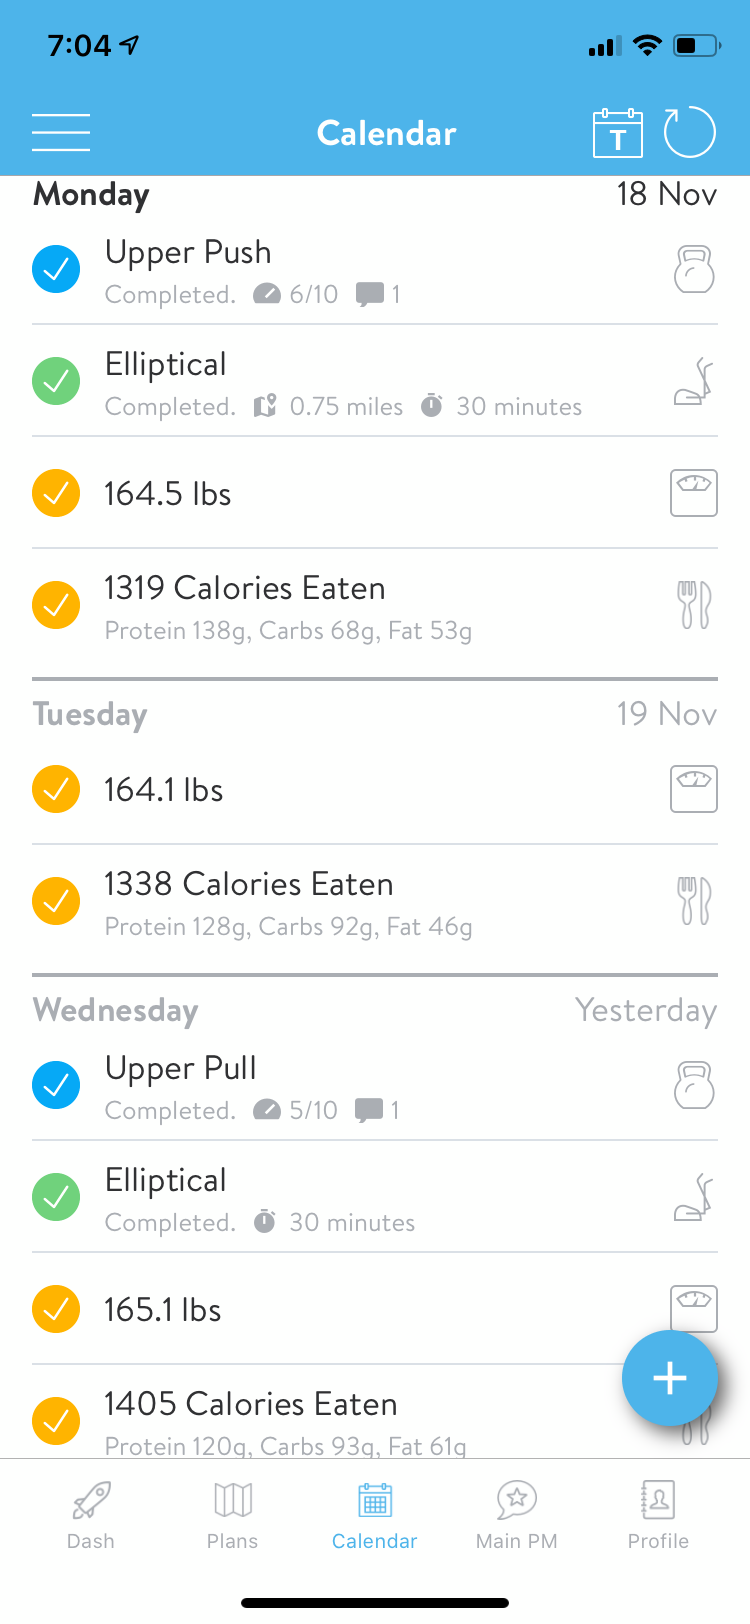 7:04
Calendar
T
Monday 18 Nov
Upper Push
Completed. 6/10 1
Elliptical
Completed. 0.75 miles 30 minutes
164.5 lbs
1319 Calories Eaten
Protein 138g, Carbs 68g, Fat 53g
Tuesday 19 Nov
164.1 lbs
1338 Calories Eaten
Protein 128g, Carbs 92g, Fat 46g
Wednesday Yesterday
Upper Pull
Completed. 5/10 1
Elliptical
Completed. 30 minutes
165.1 lbs
1405 Calories Eaten
Protein 120g, Carbs 93g, Fat 61g
Dash Plans Calendar Main PM Profile